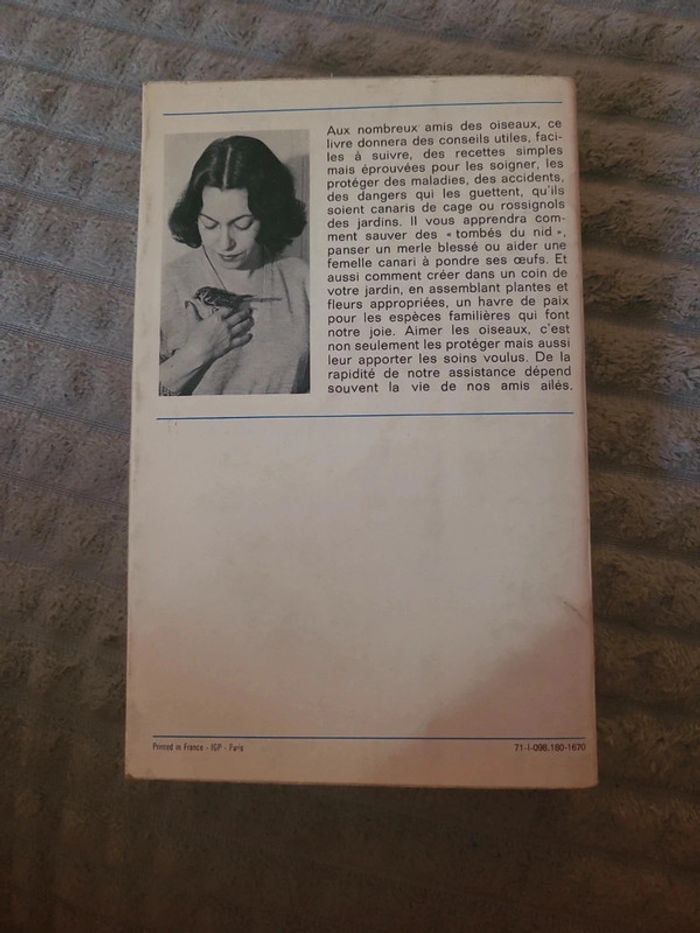 Aux nombreux amis des oiseaux, ce
livre donnera des conseils utiles, faci-
les à suivre, des recettes simples
mais éprouvées pour les soigner, les
protéger des maladies, des accidents,
des dangers qui les guettent, qu'ils
soient canaris de cage ou rossignols
des jardins. Il vous apprendra com-
ment sauver des « tombés du nid »,
panser un merle blessé ou aider une
femelle canari à pondre ses œufs. Et
aussi comment créer dans un coin de
votre jardin, en assemblant plantes et
fleurs appropriées, un havre de paix
pour les espèces familières qui font
notre joie. Aimer les oiseaux, c'est
non seulement les protéger mais aussi
leur apporter les soins voulus. De la
rapidité de notre assistance dépend
souvent la vie de nos amis ailés.
Printed in France - IGP - Paris
71-I-098.180-1670